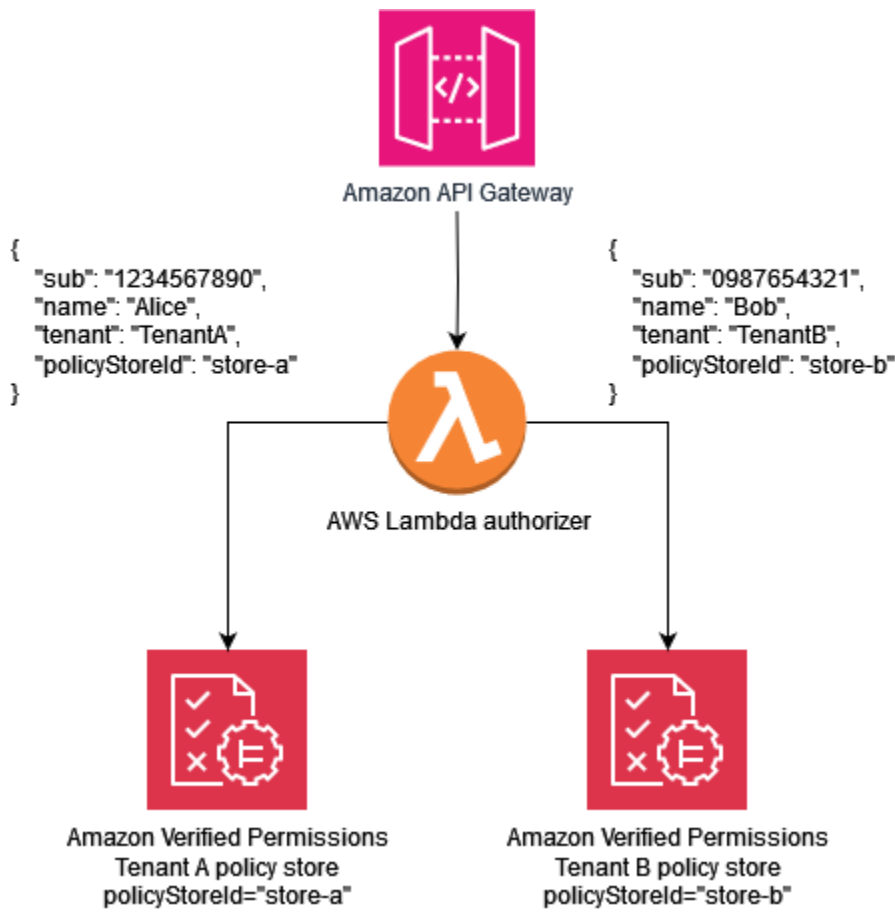 </>
Amazon API Gateway
{
"sub": "1234567890",
"name": "Alice",
"tenant": "TenantA",
"policyStoreId": "store-a"
}
{
"sub": "0987654321",
"name": "Bob",
"tenant": "TenantB",
"policyStoreId": "store-b"
}
AWS Lambda authorizer
Amazon Verified Permissions
Tenant A policy store
policyStoreId="store-a"
Amazon Verified Permissions
Tenant B policy store
policyStoreId="store-b"